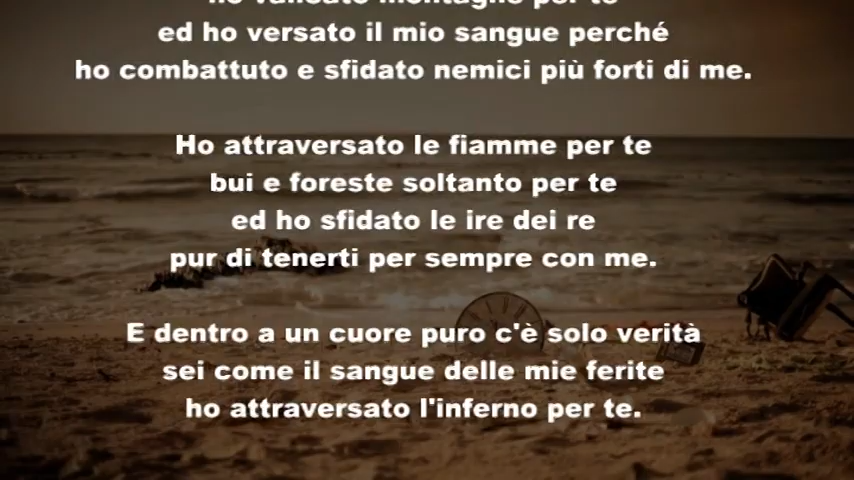 ho valicato montagne per te
ed ho versato il mio sangue perché
ho combattuto e sfidato nemici più forti di me.
Ho attraversato le fiamme per te
bui e foreste soltanto per te
ed ho sfidato le ire dei re
pur di tenerti per sempre con me.
E dentro a un cuore puro c'è solo verità
sei come il sangue delle mie ferite
ho attraversato l'inferno per te.